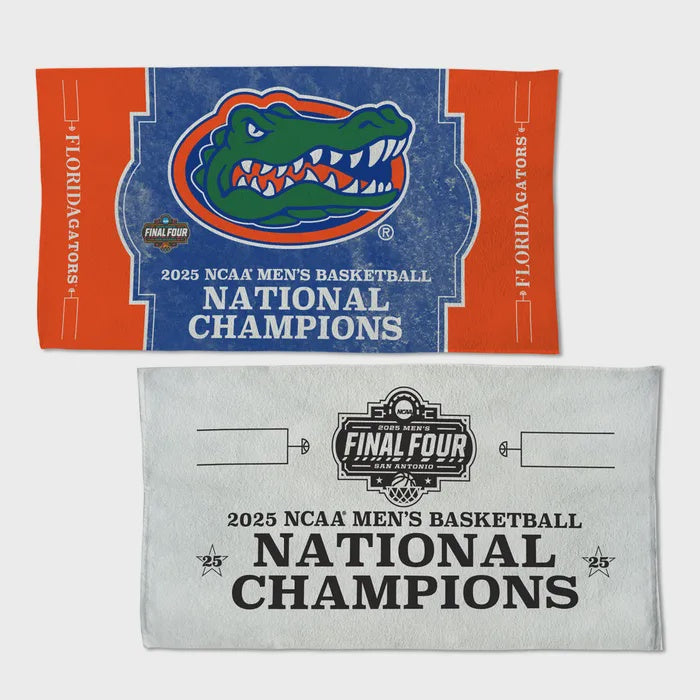 FLORIDAGATORS
FINAL FOUR
®
2025 NCAA® MEN'S BASKETBALL
NATIONAL
CHAMPIONS
FLORIDAGATORS
NCAA
2025 MEN'S
FINAL FOUR
SAN ANTONIO
2025 NCAA® MEN'S BASKETBALL
NATIONAL
CHAMPIONS
25
25